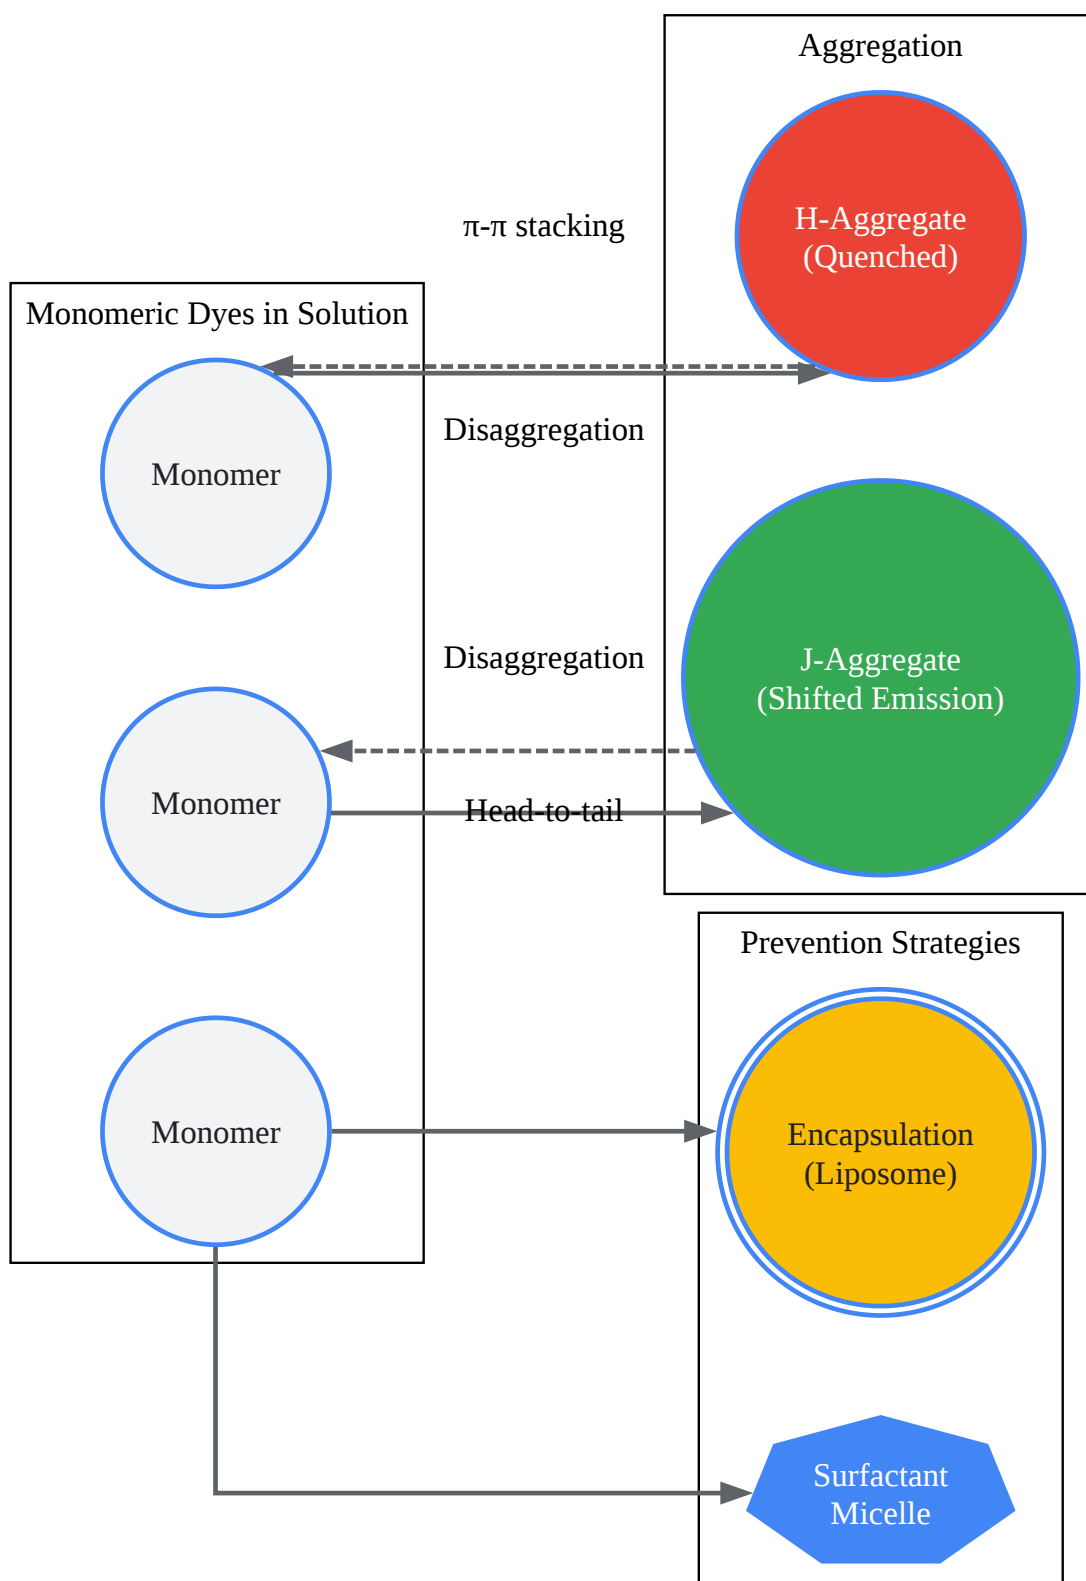 Aggregation
H-Aggregate
(Quenched)
π-π stacking
Monomeric Dyes in Solution
Disaggregation
Monomer
Disaggregation
J-Aggregate
(Shifted Emission)
Monomer
Head-to-tail
Prevention Strategies
Monomer
Encapsulation
(Liposome)
Surfactant
Micelle